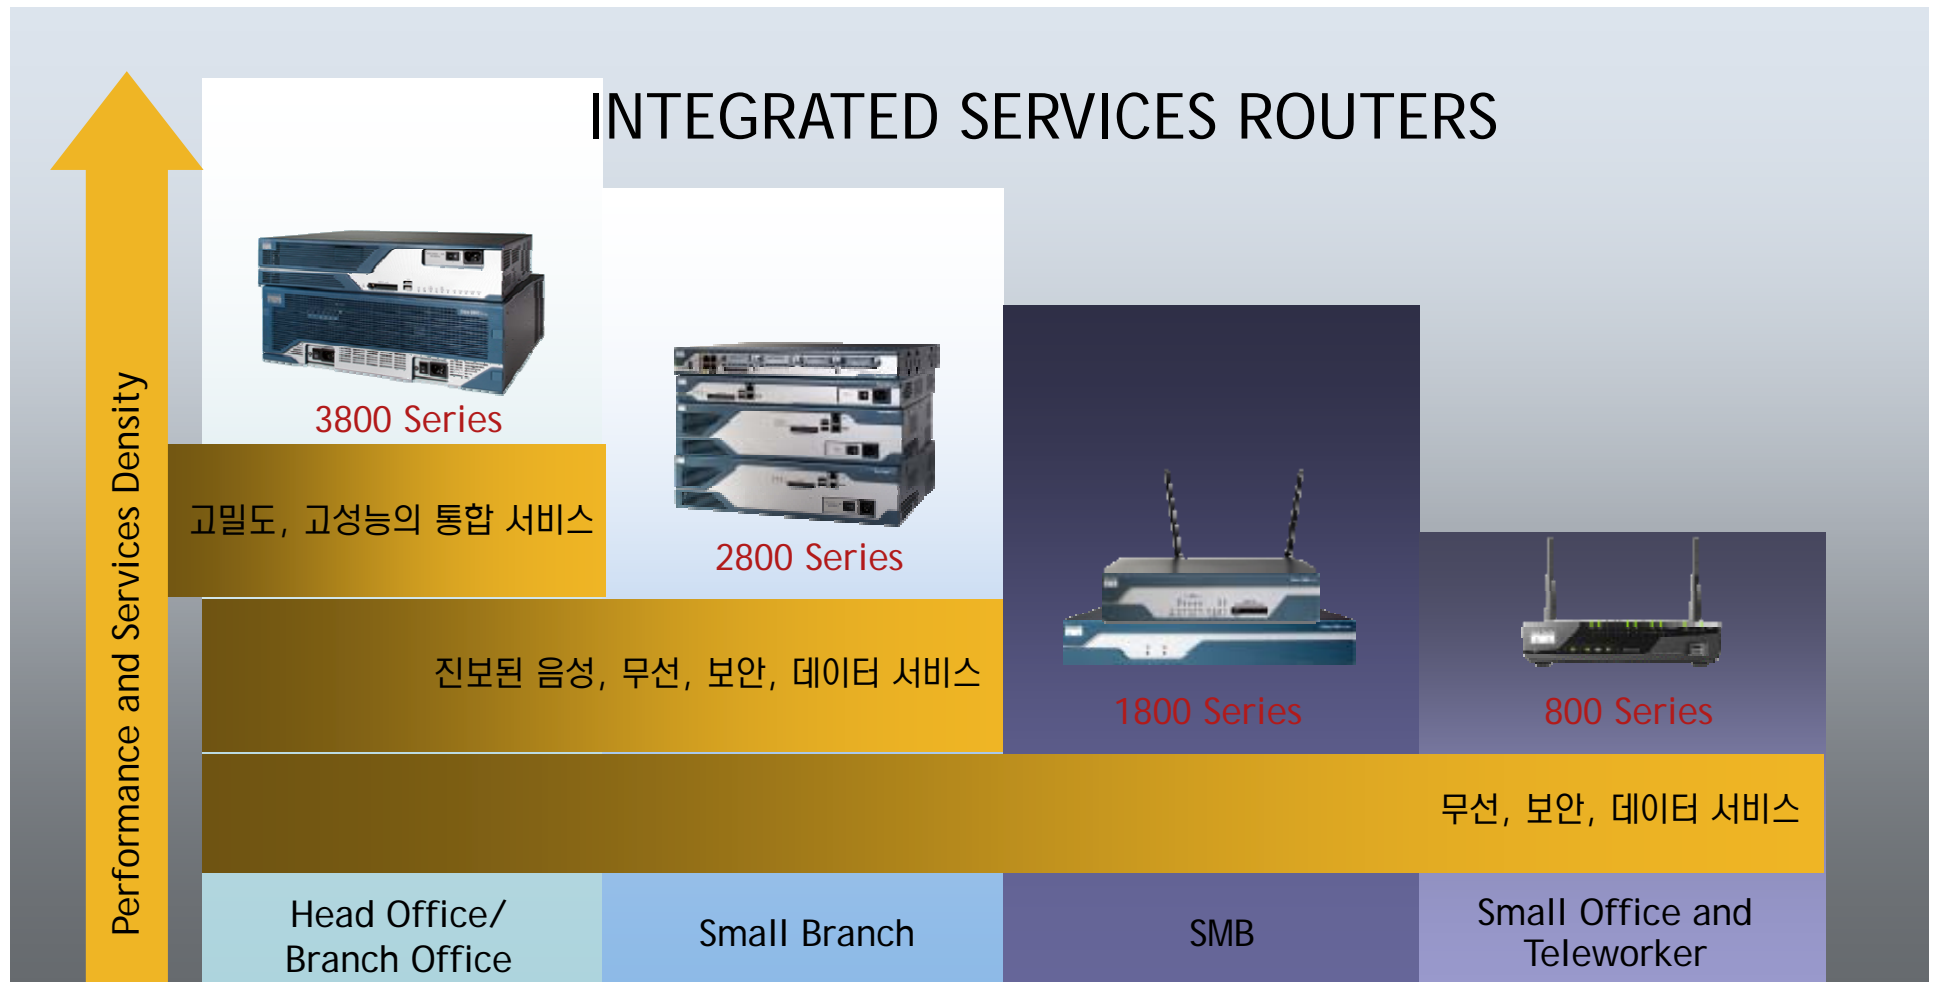 INTEGRATED SERVICES ROUTERS
Performance and Services Density
3800 Series
고밀도, 고성능의 통합 서비스
2800 Series
진보된 음성, 무선, 보안, 데이터 서비스
1800 Series
800 Series
무선, 보안, 데이터 서비스
Head Office/
Branch Office
Small Branch
SMB
Small Office and
Teleworker